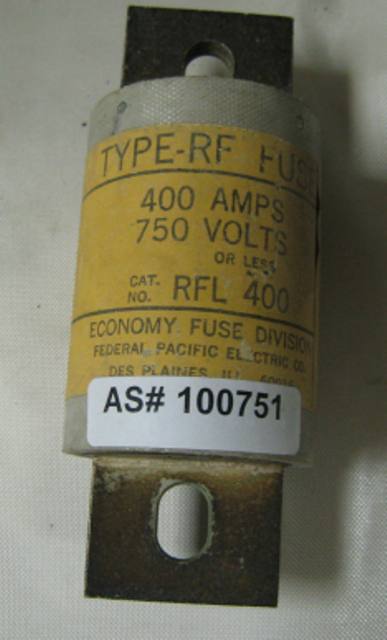 TYPE-RF FUSE
400 AMPS
750 VOLTS
OR LESS
CAT. NO. RFL 400
ECONOMY FUSE DIVISION
FEDERAL PACIFIC ELECTRIC CO.
DES PLAINES, ILL.
AS# 100751